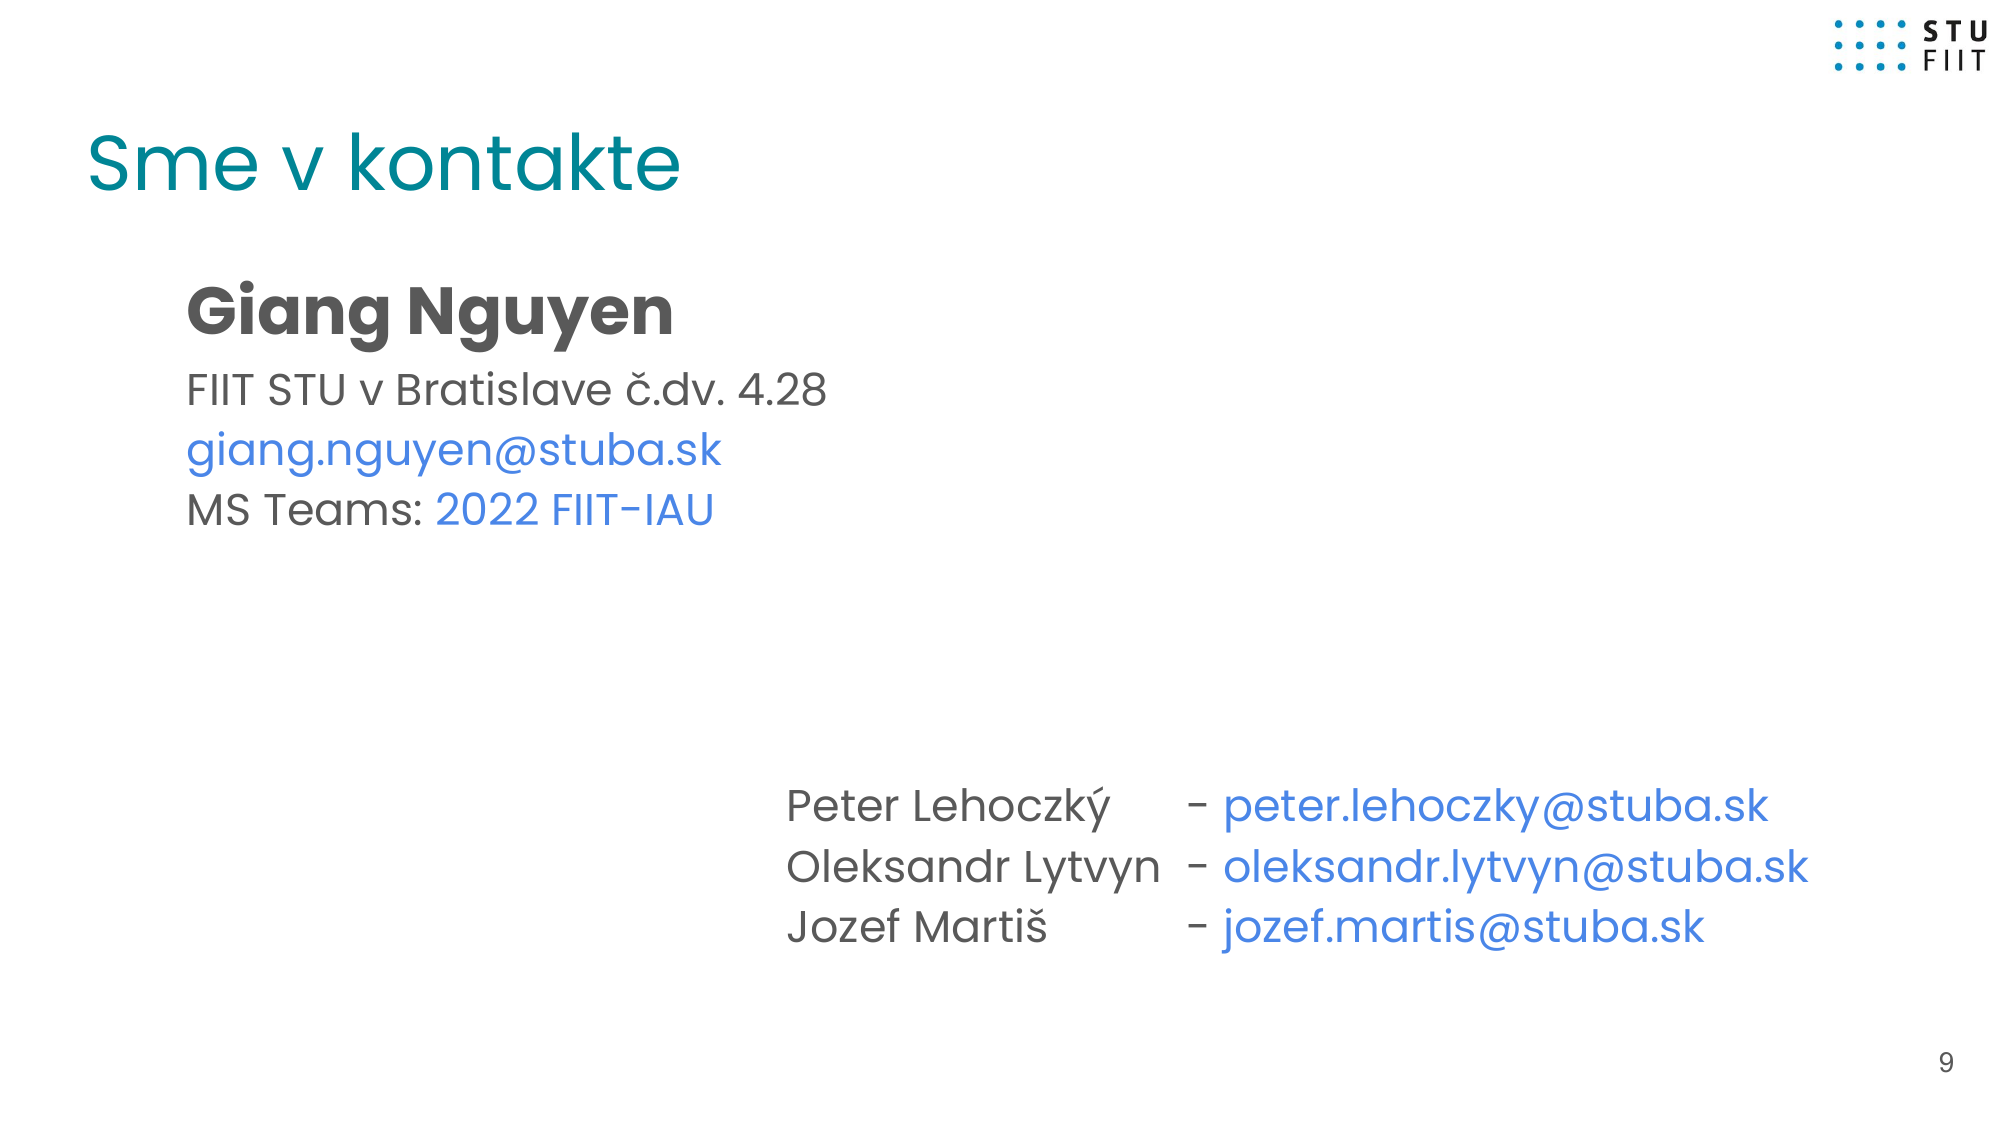 STU
FIIT
Sme v kontakte
Giang Nguyen
FIIT STU v Bratislave č.dv. 4.28
giang.nguyen@stuba.sk
MS Teams: 2022 FIIT-IAU
Peter Lehoczký - peter.lehoczky@stuba.sk
Oleksandr Lytvyn - oleksandr.lytvyn@stuba.sk
Jozef Martiš - jozef.martis@stuba.sk
9